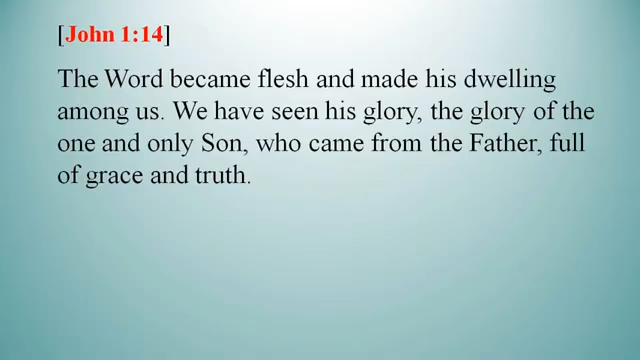 [John 1:14]
The Word became flesh and made his dwelling
among us. We have seen his glory, the glory of the
one and only Son, who came from the Father, full
of grace and truth.